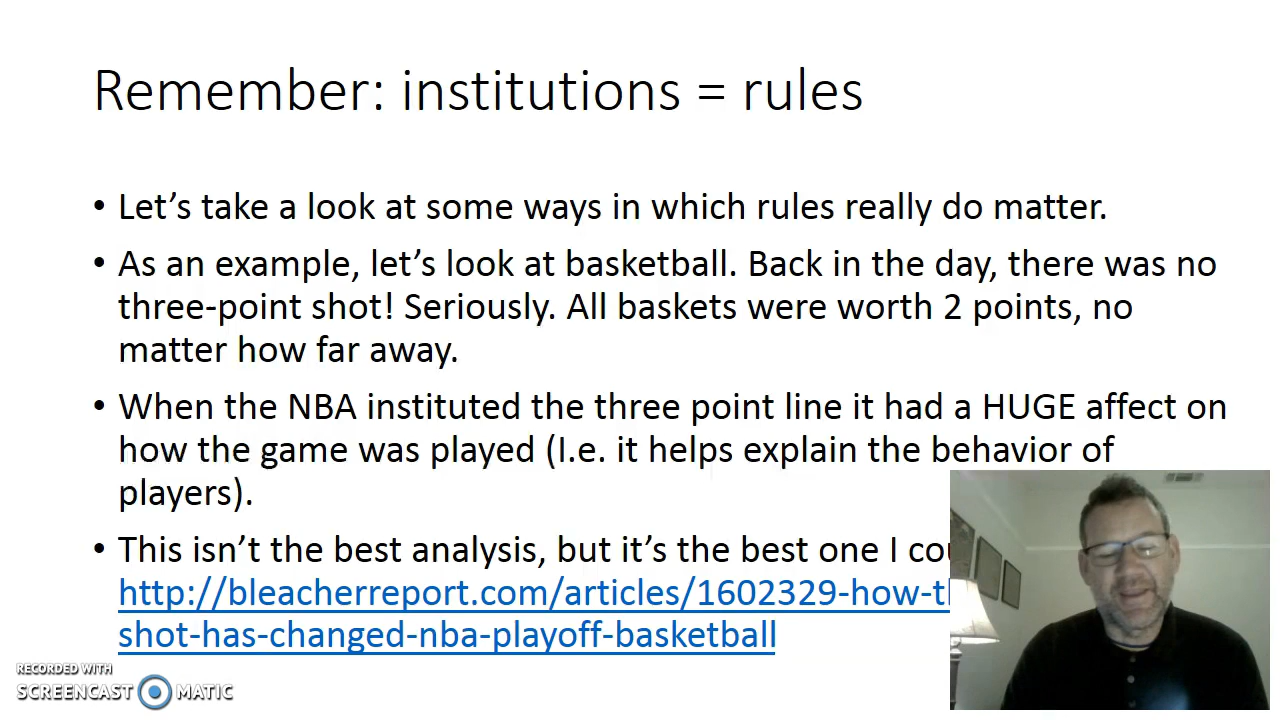 Remember: institutions = rules
• Let’s take a look at some ways in which rules really do matter.
• As an example, let’s look at basketball. Back in the day, there was no
three-point shot! Seriously. All baskets were worth 2 points, no
matter how far away.
• When the NBA instituted the three point line it had a HUGE affect on
how the game was played (I.e. it helps explain the behavior of
players).
• This isn’t the best analysis, but it’s the best one I
http://bleacherreport.com/articles/1602329-how-
shot-has-changed-nba-playoff-basketball
RECORDED WITH
SCREENCAST MATIC